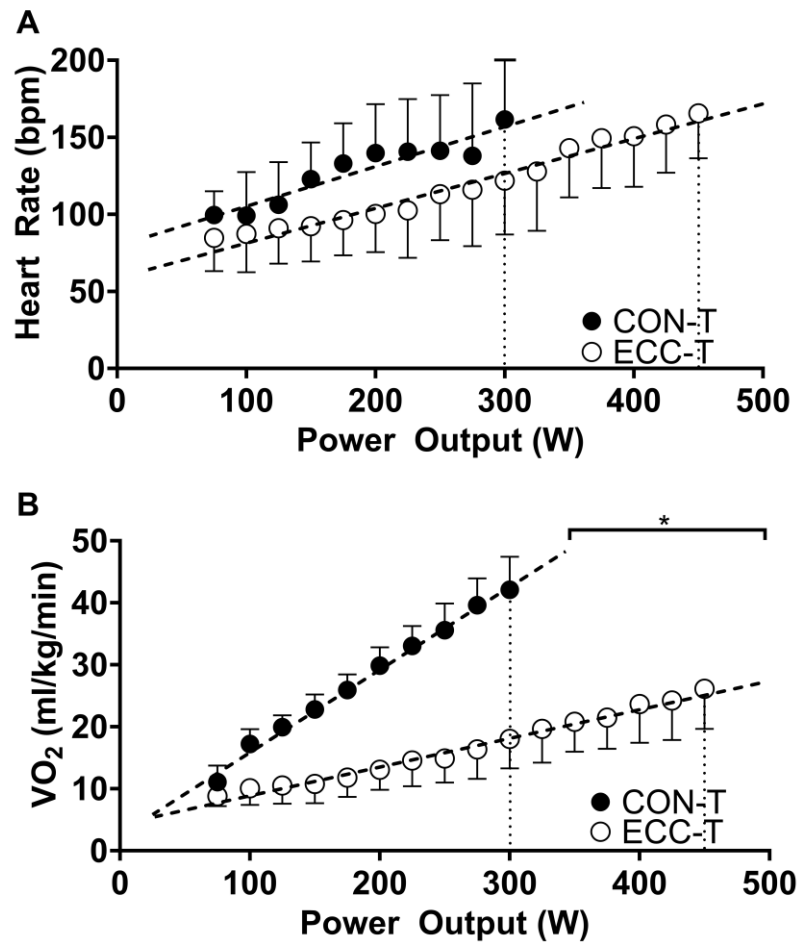 A
Heart Rate (bpm)
200
150
100
50
0
CON-T
ECC-T
0 100 200 300 400 500
Power Output (W)
B
VO₂ (ml/kg/min)
*
50
40
30
20
10
0
CON-T
ECC-T
0 100 200 300 400 500
Power Output (W)